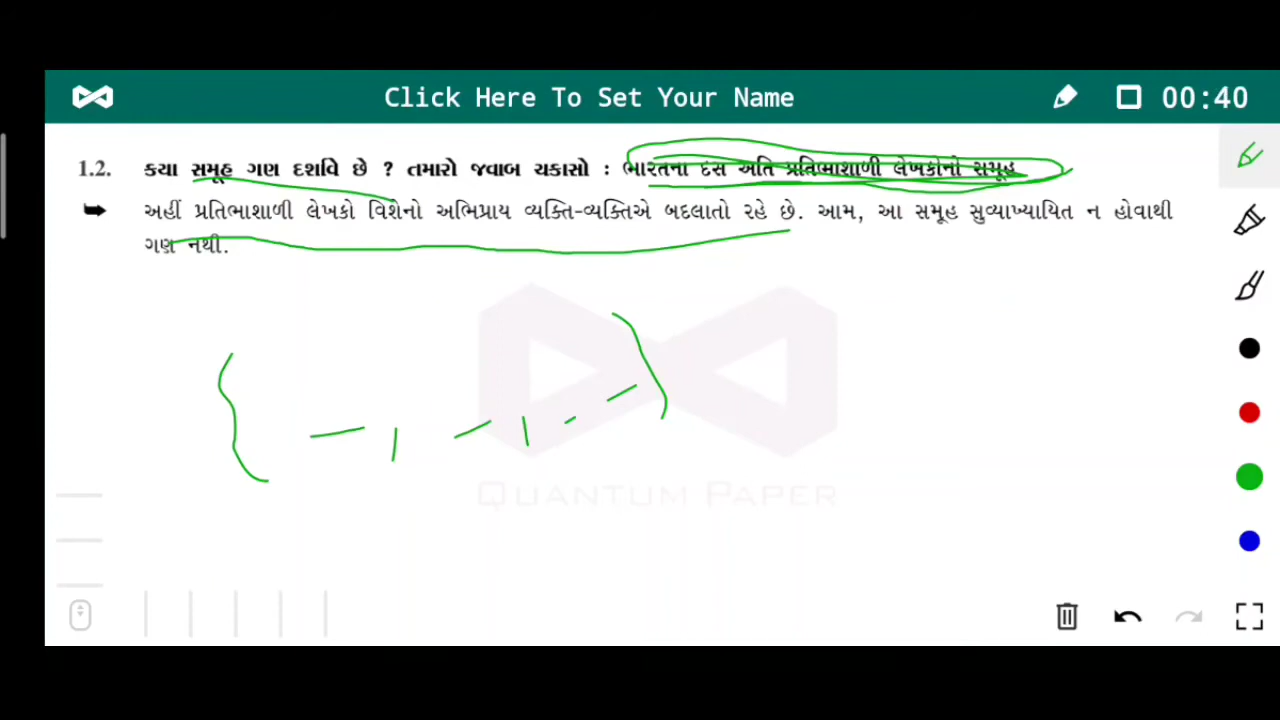 Click Here To Set Your Name
00:40
1.2. કયા સમૂહ ગણ દર્શાવે છે ? તમારો જવાબ ચકાસો : ભારતના દસ અતિ પ્રતિભાશાળી લેખકોનો સમૂહ
અહીં પ્રતિભાશાળી લેખકો વિશેનો અભિપ્રાય વ્યક્તિ-વ્યક્તિએ બદલાતો રહે છે. આમ, આ સમૂહ સુવ્યાખ્યાયિત ન હોવાથી
ગણ નથી.
QUANTUM PAPER